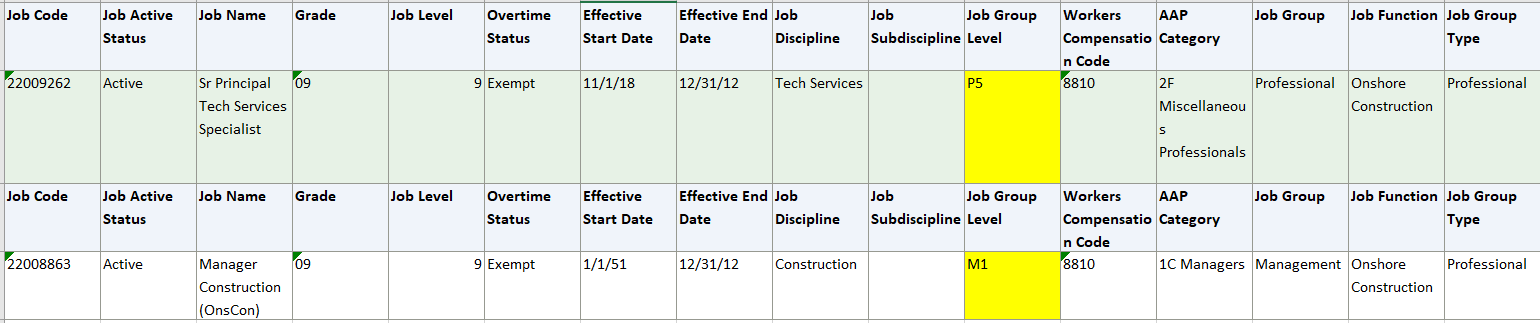 Job Code Job Active Status Job Name Grade Job Level Overtime Status Effective Start Date Effective End Date Job Discipline Job Subdiscipline Job Group Level Workers Compensation Code AAP Category Job Group Job Function Job Group Type
22009262 Active Sr Principal Tech Services Specialist 09 9 Exempt 11/1/18 12/31/12 Tech Services P5 8810 2F Miscellaneous Professionals Professional Onshore Construction Professional
Job Code Job Active Status Job Name Grade Job Level Overtime Status Effective Start Date Effective End Date Job Discipline Job Subdiscipline Job Group Level Workers Compensation Code AAP Category Job Group Job Function Job Group Type
22008863 Active Manager Construction (OnsCon) 09 9 Exempt 1/1/51 12/31/12 Construction M1 8810 1C Managers Management Onshore Construction Professional